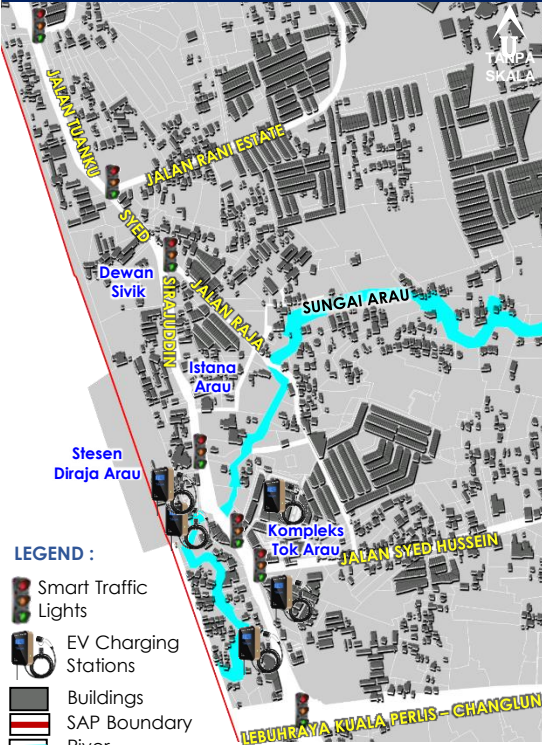 U
TANPA
SKALA
JALAN TUANKU
JALAN RANI ESTATE
SYED
Dewan
Sivik
SIRAJUDDIN
JALAN RAJA
SUNGAI ARAU
Istana
Arau
Stesen
Diraja Arau
Kompleks
Tok Arau
JALAN SYED HUSSEIN
LEGEND :
Smart Traffic
Lights
EV Charging
Stations
Buildings
SAP Boundary
River
LEBUHRAYA KUALA PERLIS – CHANGLUN